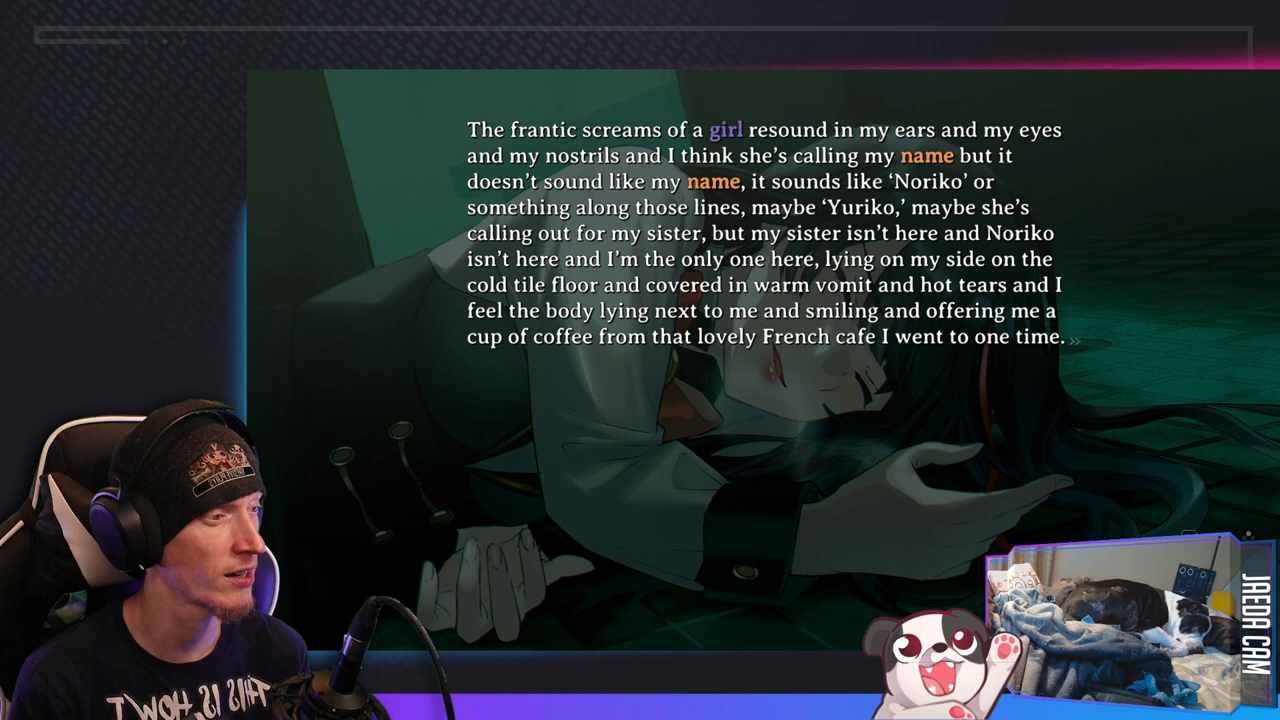 The frantic screams of a girl resound in my ears and my eyes
and my nostrils and I think she’s calling my name but it
doesn’t sound like my name, it sounds like ‘Noriko’ or
something along those lines, maybe ‘Yuriko,’ maybe she’s
calling out for my sister, but my sister isn’t here and Noriko
isn’t here and I’m the only one here, lying on my side on the
cold tile floor and covered in warm vomit and hot tears and I
feel the body lying next to me and smiling and offering me a
cup of coffee from that lovely French cafe I went to one time.
JAEDA CAM
THIS IS HOW I